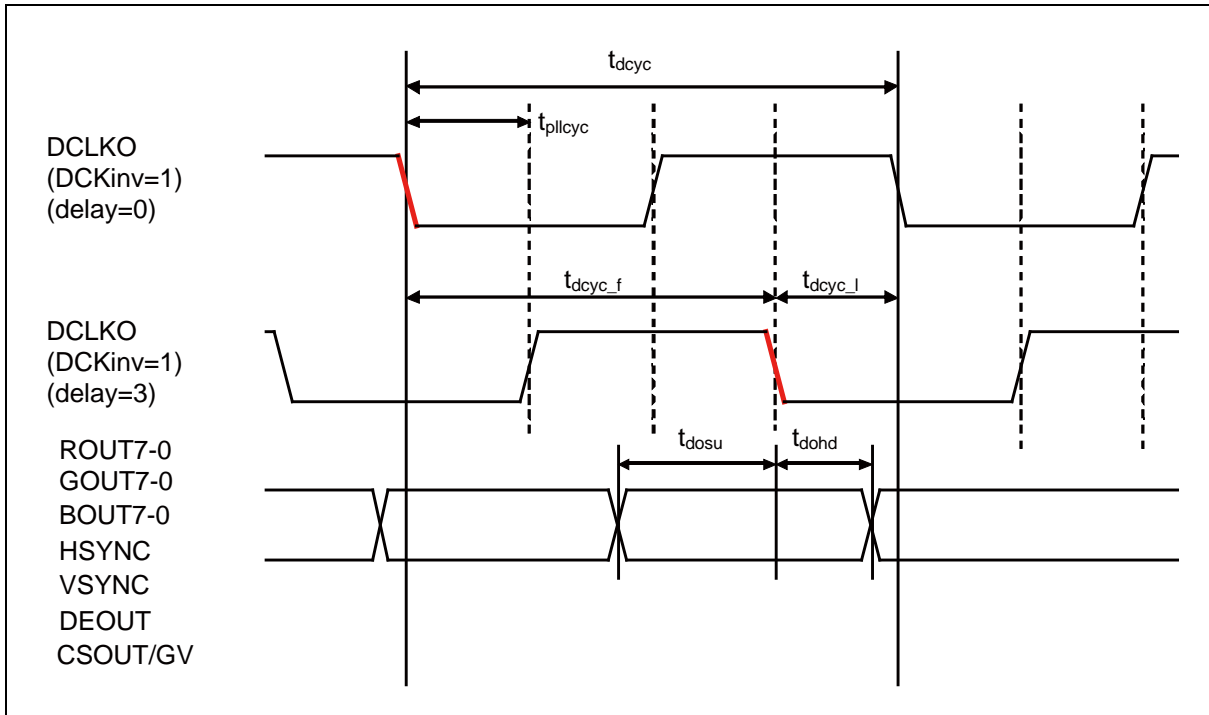 tdcyc
tpllcyc
DCLKO
(DCKinv=1)
(delay=0)
tdcyc_f
tdcyc_l
DCLKO
(DCKinv=1)
(delay=3)
tdosu
tdohd
ROUT7-0
GOUT7-0
BOUT7-0
HSYNC
VSYNC
DEOUT
CSOUT/GV